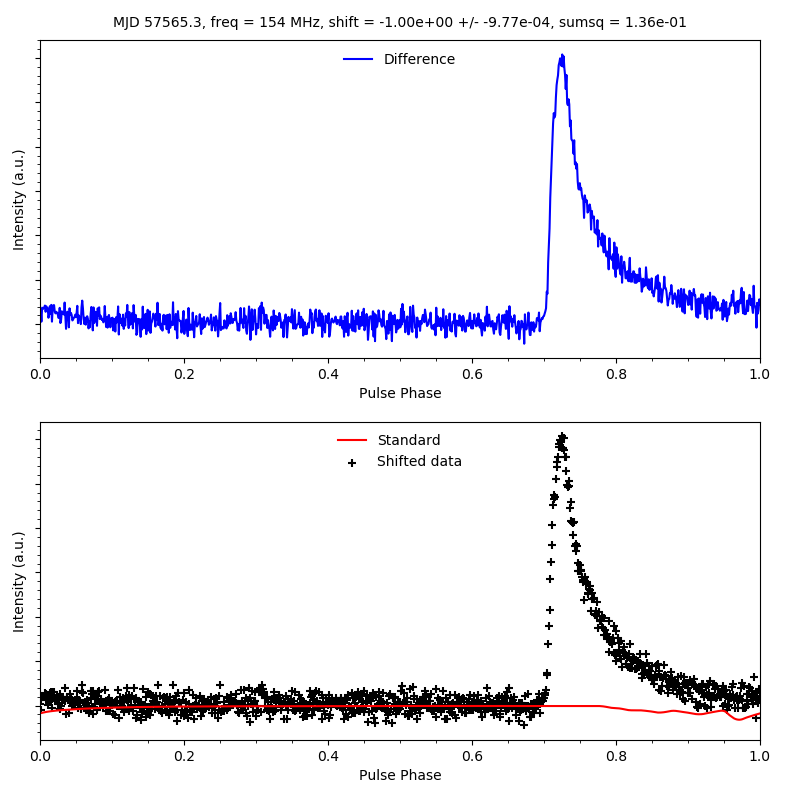 MJD 57565.3, freq = 154 MHz, shift = -1.00e+00 +/- -9.77e-04, sumsq = 1.36e-01
Difference
Intensity (a.u.)
0.0 0.2 0.4 0.6 0.8 1.0
Pulse Phase
Standard
Shifted data
Intensity (a.u.)
0.0 0.2 0.4 0.6 0.8 1.0
Pulse Phase